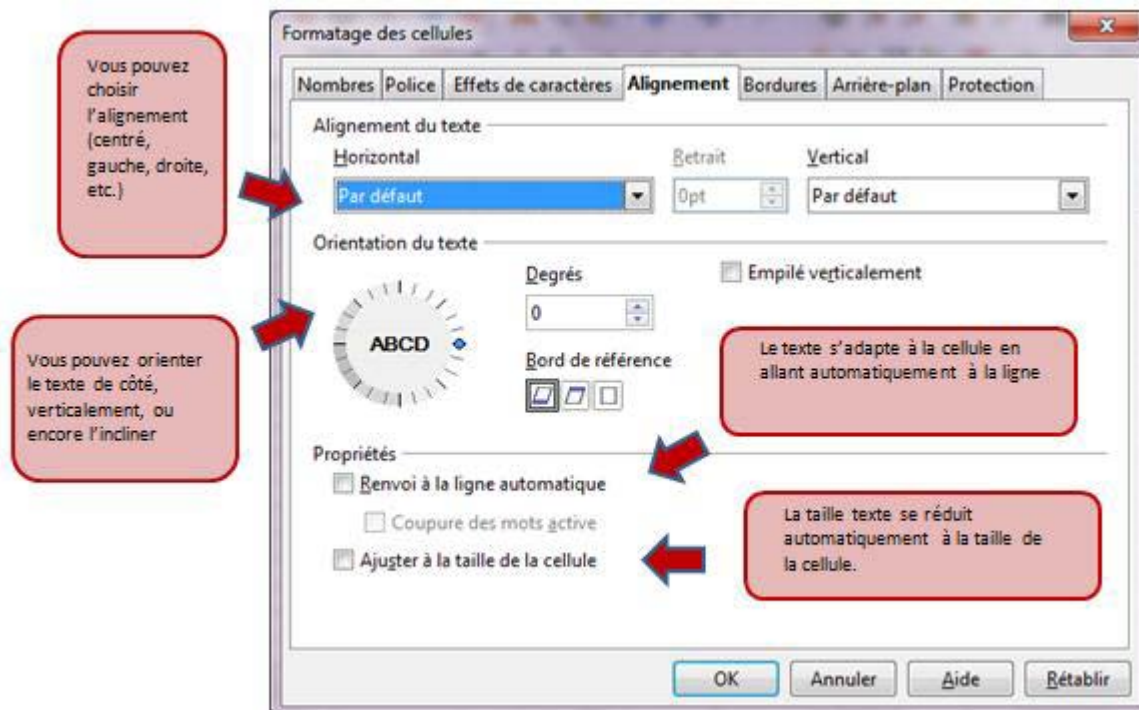 Formatage des cellules
Vous pouvez
choisir
l'alignement
(centré,
gauche, droite,
etc.)
Nombres Police Effets de caractères Alignement Bordures Arrière-plan Protection
Alignement du texte
Horizontal Retrait Vertical
Par défaut 0pt Par défaut
Orientation du texte
Degrés Empilé verticalement
0
ABCD
Bord de référence
Vous pouvez orienter
le texte de côté,
verticalement, ou
encore l'incliner
Le texte s'adapte à la cellule en
allant automatiquement à la ligne
Propriétés
Renvoi à la ligne automatique
Coupure des mots active
Ajuster à la taille de la cellule
La taille texte se réduit
automatiquement à la taille de
la cellule.
OK Annuler Aide Rétablir